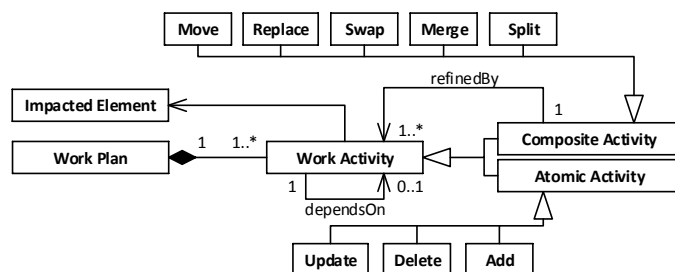 Move Replace Swap Merge Split
refinedBy
Impacted Element
1
1..*
Composite Activity
Work Plan
1
1..*
Work Activity
Atomic Activity
1
0..1
dependsOn
Update Delete Add